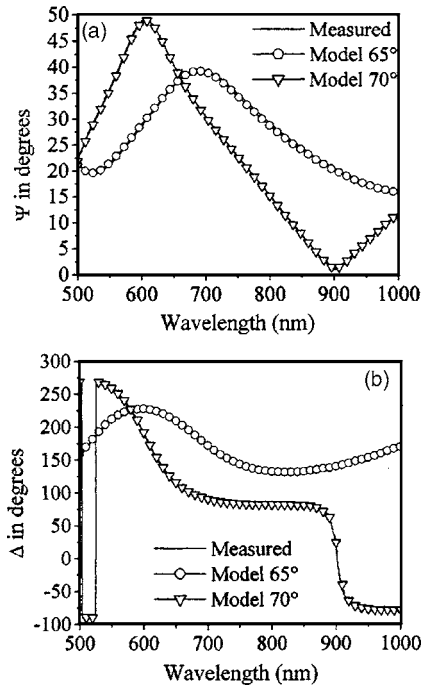 (a)
Measured
Model 65°
Model 70°
50
45
40
35
30
25
20
15
10
5
0
Ψ in degrees
500 600 700 800 900 1000
Wavelength (nm)
(b)
300
250
200
150
100
50
0
-50
-100
Δ in degrees
Measured
Model 65°
Model 70°
500 600 700 800 900 1000
Wavelength (nm)